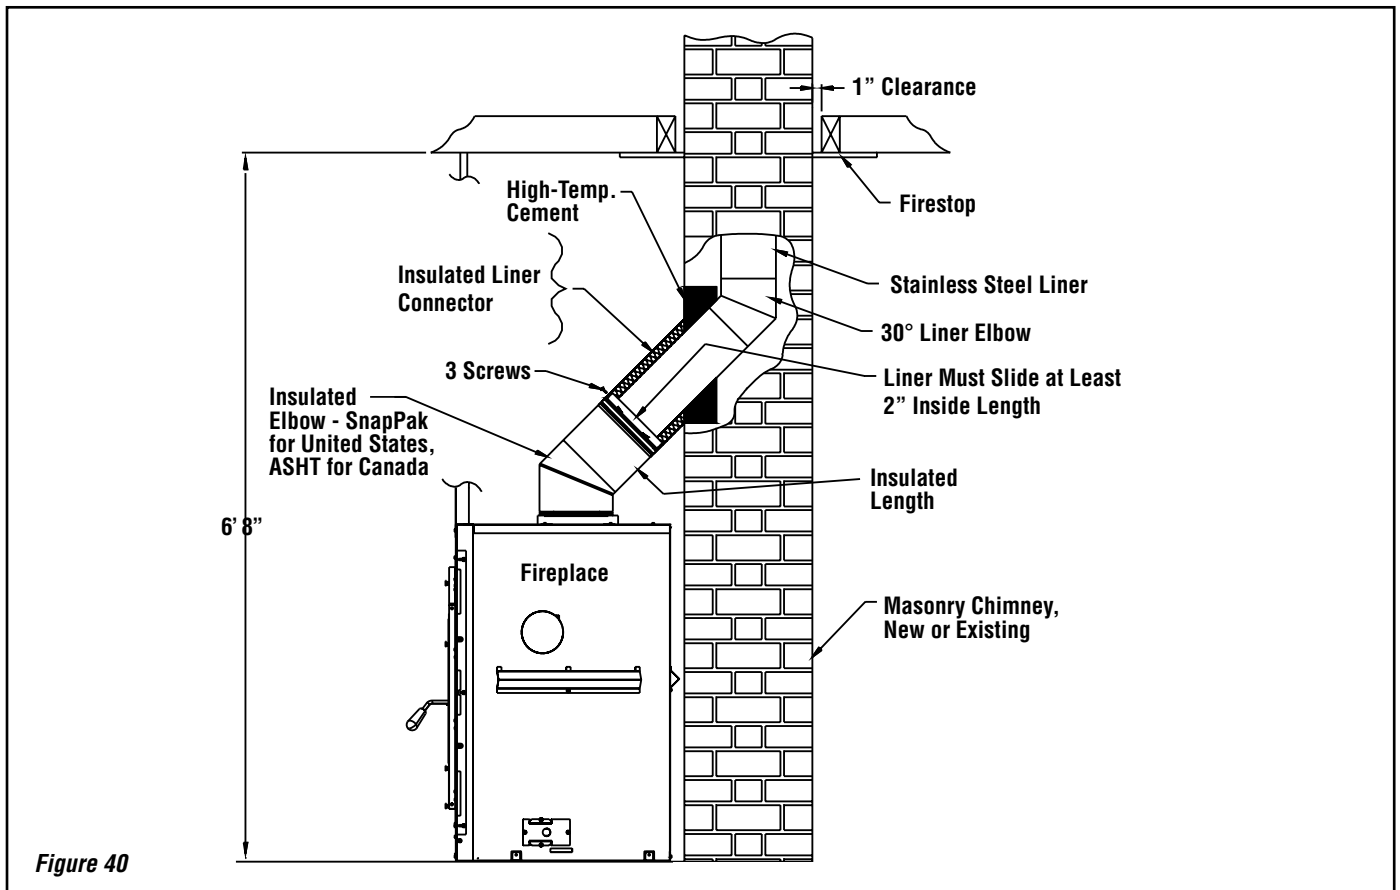 1” Clearance
High-Temp.
Cement
Firestop
Insulated Liner
Connector
Stainless Steel Liner
30° Liner Elbow
3 Screws
Liner Must Slide at Least
2” Inside Length
Insulated
Elbow - SnapPak
for United States,
ASHT for Canada
Insulated
Length
6’ 8”
Fireplace
Masonry Chimney,
New or Existing
Figure 40